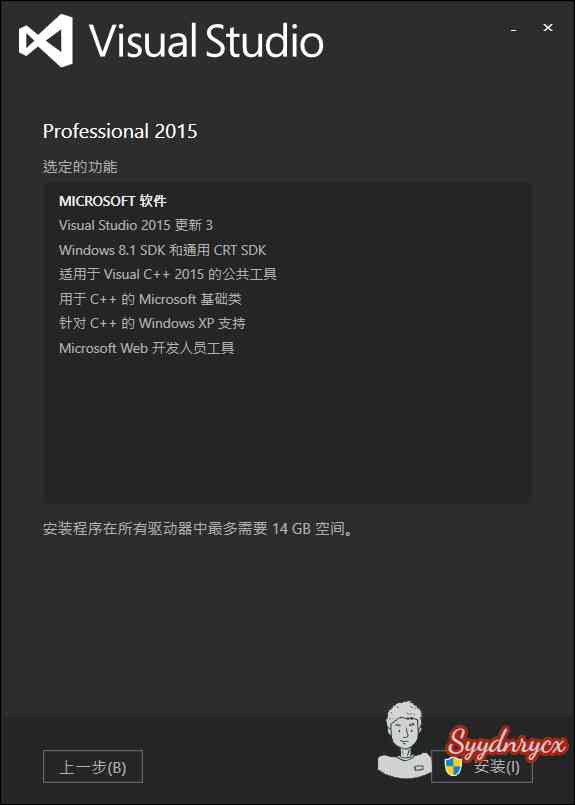 Visual Studio
Professional 2015
选定的功能
MICROSOFT 软件
Visual Studio 2015 更新 3
Windows 8.1 SDK 和通用 CRT SDK
适用于 Visual C++ 2015 的公共工具
用于 C++ 的 Microsoft 基础类
针对 C++ 的 Windows XP 支持
Microsoft Web 开发人员工具
安装程序在所有驱动器中最多需要 14 GB 空间。
Syydnrycx
上一步(B)
安装(I)